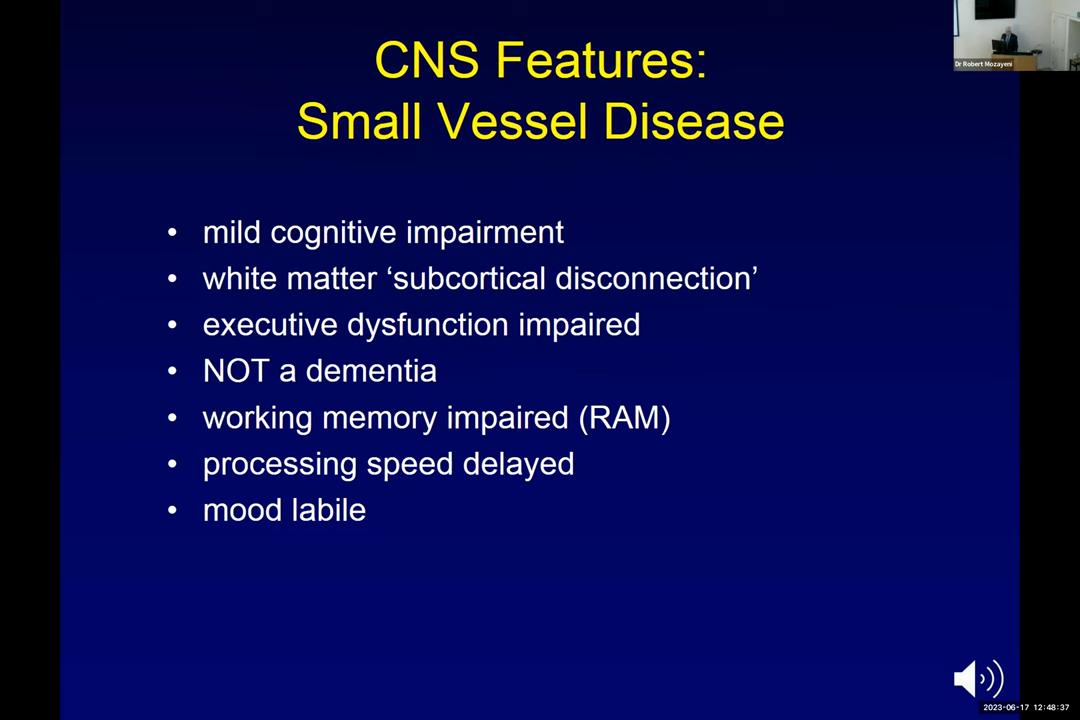 Dr Robert Mozayeni
CNS Features:
Small Vessel Disease
• mild cognitive impairment
• white matter ‘subcortical disconnection’
• executive dysfunction impaired
• NOT a dementia
• working memory impaired (RAM)
• processing speed delayed
• mood labile
2023-06-17 12:48:37